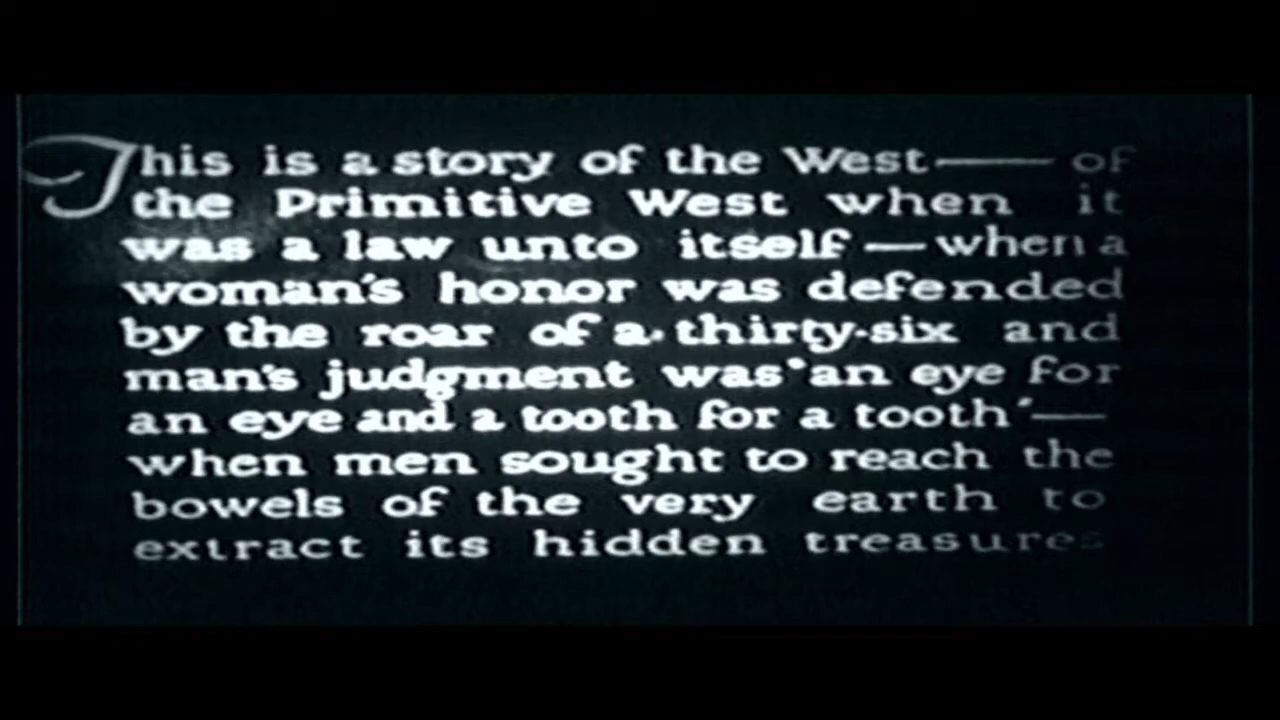 This is a story of the West — of
the Primitive West when it
was a law unto itself — when a
woman's honor was defended
by the roar of a thirty-six and
man's judgment was "an eye for
an eye and a tooth for a tooth" —
when men sought to reach the
bowels of the very earth to
extract its hidden treasures